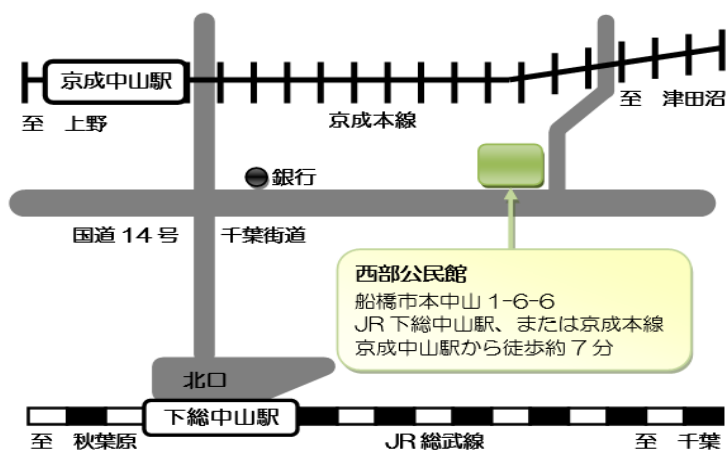 京成中山駅
至 上野
京成本線
至 津田沼
銀行
国道 14 号 千葉街道
西部公民館
船橋市本中山 1-6-6
JR 下総中山駅、または京成本線
京成中山駅から徒歩約 7 分
北口
下総中山駅
至 秋葉原
JR 総武線
至 千葉